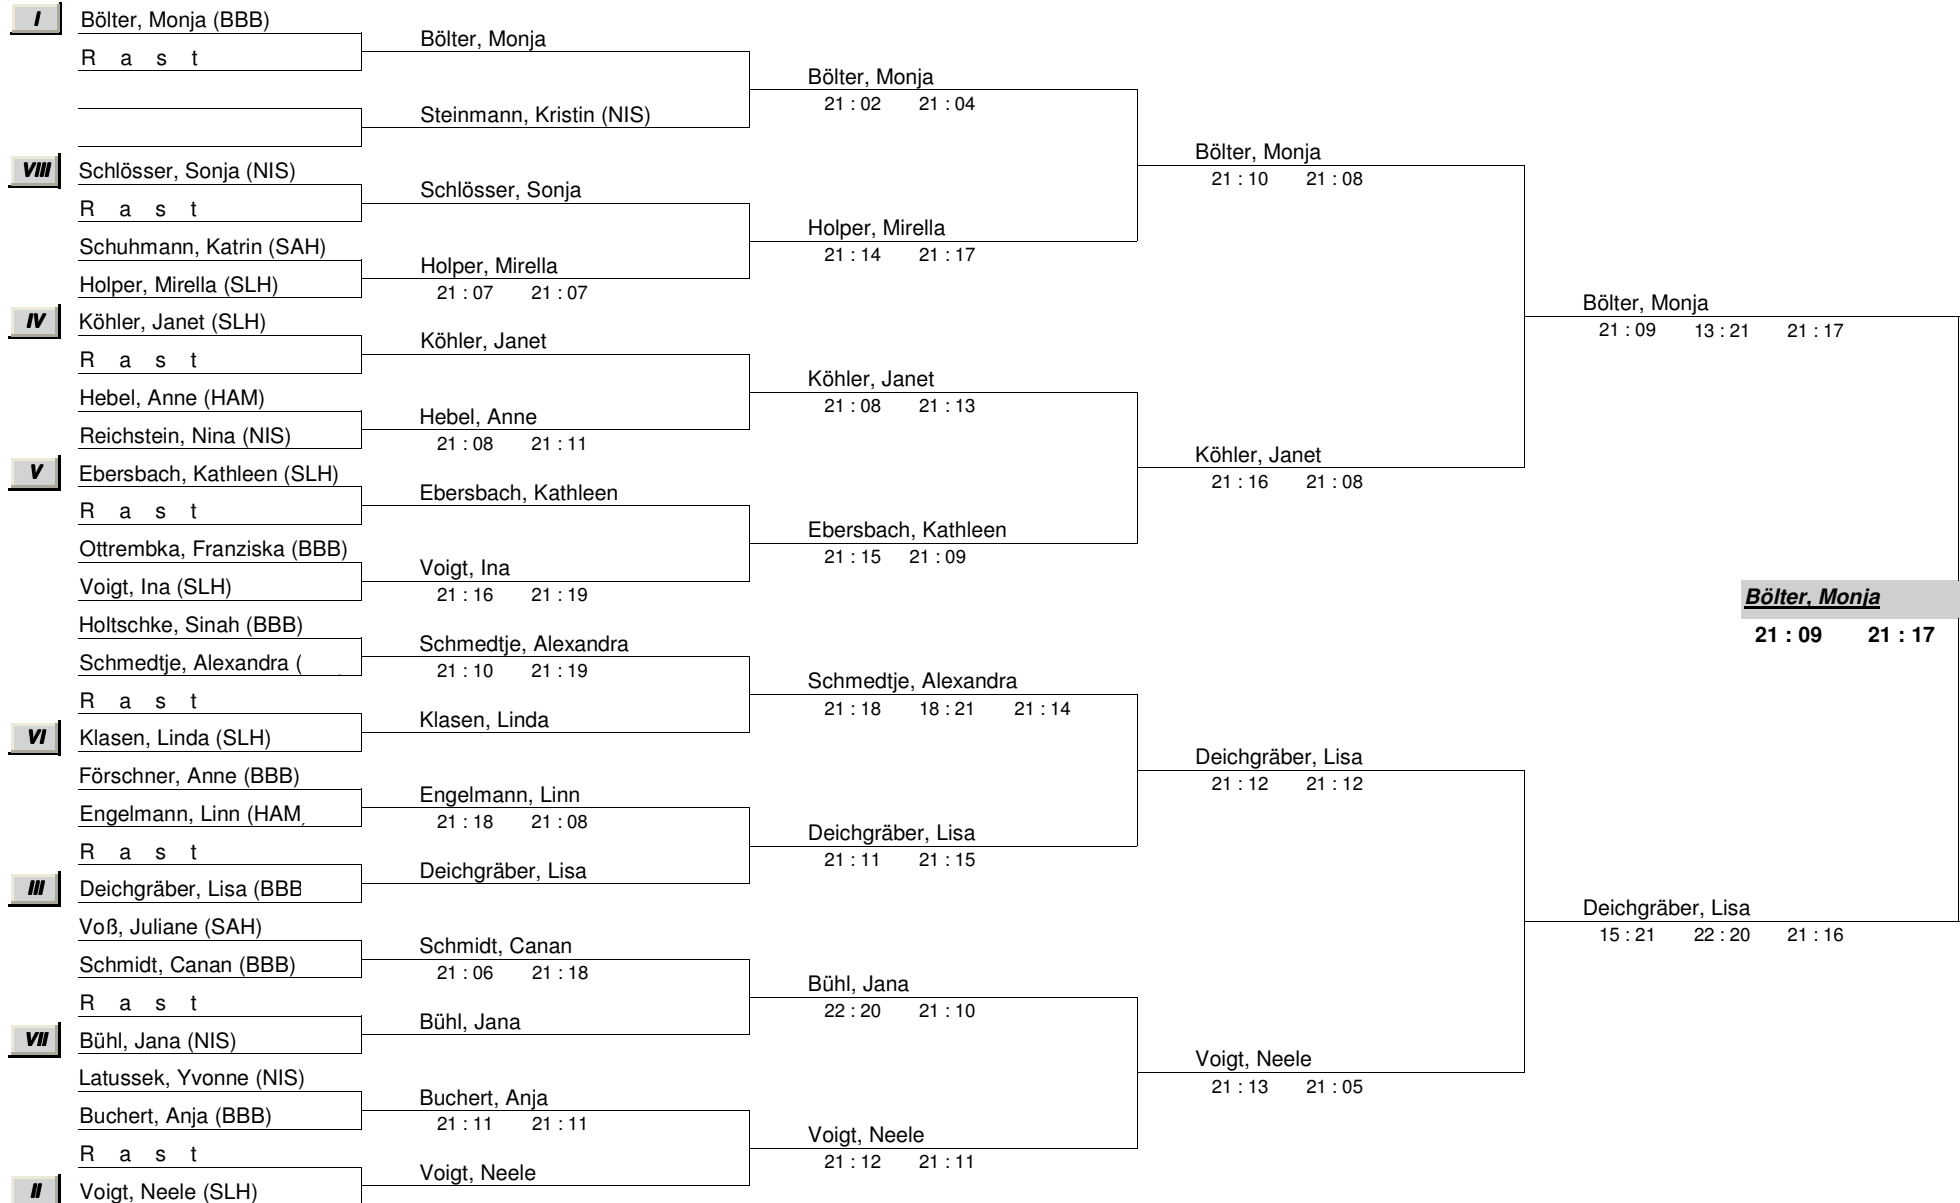 I Bölter, Monja (BBB)
R a s t
Bölter, Monja
Steinmann, Kristin (NIS)
Bölter, Monja
21 : 02 21 : 04
VIII Schlösser, Sonja (NIS)
R a s t
Schlösser, Sonja
Schuhmann, Katrin (SAH)
Holper, Mirella (SLH)
Holper, Mirella
21 : 07 21 : 07
Holper, Mirella
21 : 14 21 : 17
Bölter, Monja
21 : 10 21 : 08
IV Köhler, Janet (SLH)
R a s t
Köhler, Janet
Hebel, Anne (HAM)
Reichstein, Nina (NIS)
Hebel, Anne
21 : 08 21 : 11
Köhler, Janet
21 : 08 21 : 13
V Ebersbach, Kathleen (SLH)
R a s t
Ebersbach, Kathleen
Ottrembka, Franziska (BBB)
Voigt, Ina (SLH)
Voigt, Ina
21 : 16 21 : 19
Ebersbach, Kathleen
21 : 15 21 : 09
Köhler, Janet
21 : 16 21 : 08
Bölter, Monja
21 : 09 13 : 21 21 : 17
Holtschke, Sinah (BBB)
Schmedtje, Alexandra (
Schmedtje, Alexandra
21 : 10 21 : 19
R a s t
VI Klasen, Linda (SLH)
Klasen, Linda
Schmedtje, Alexandra
21 : 18 18 : 21 21 : 14
Förschner, Anne (BBB)
Engelmann, Linn (HAM
Engelmann, Linn
21 : 18 21 : 08
R a s t
III Deichgräber, Lisa (BBB
Deichgräber, Lisa
Deichgräber, Lisa
21 : 11 21 : 15
Deichgräber, Lisa
21 : 12 21 : 12
Voß, Juliane (SAH)
Schmidt, Canan (BBB)
Schmidt, Canan
21 : 06 21 : 18
R a s t
VII Bühl, Jana (NIS)
Bühl, Jana
Bühl, Jana
22 : 20 21 : 10
Latussek, Yvonne (NIS)
Buchert, Anja (BBB)
Buchert, Anja
21 : 11 21 : 11
R a s t
II Voigt, Neele (SLH)
Voigt, Neele
Voigt, Neele
21 : 12 21 : 11
Voigt, Neele
21 : 13 21 : 05
Deichgräber, Lisa
15 : 21 22 : 20 21 : 16
Bölter, Monja
21 : 09 21 : 17